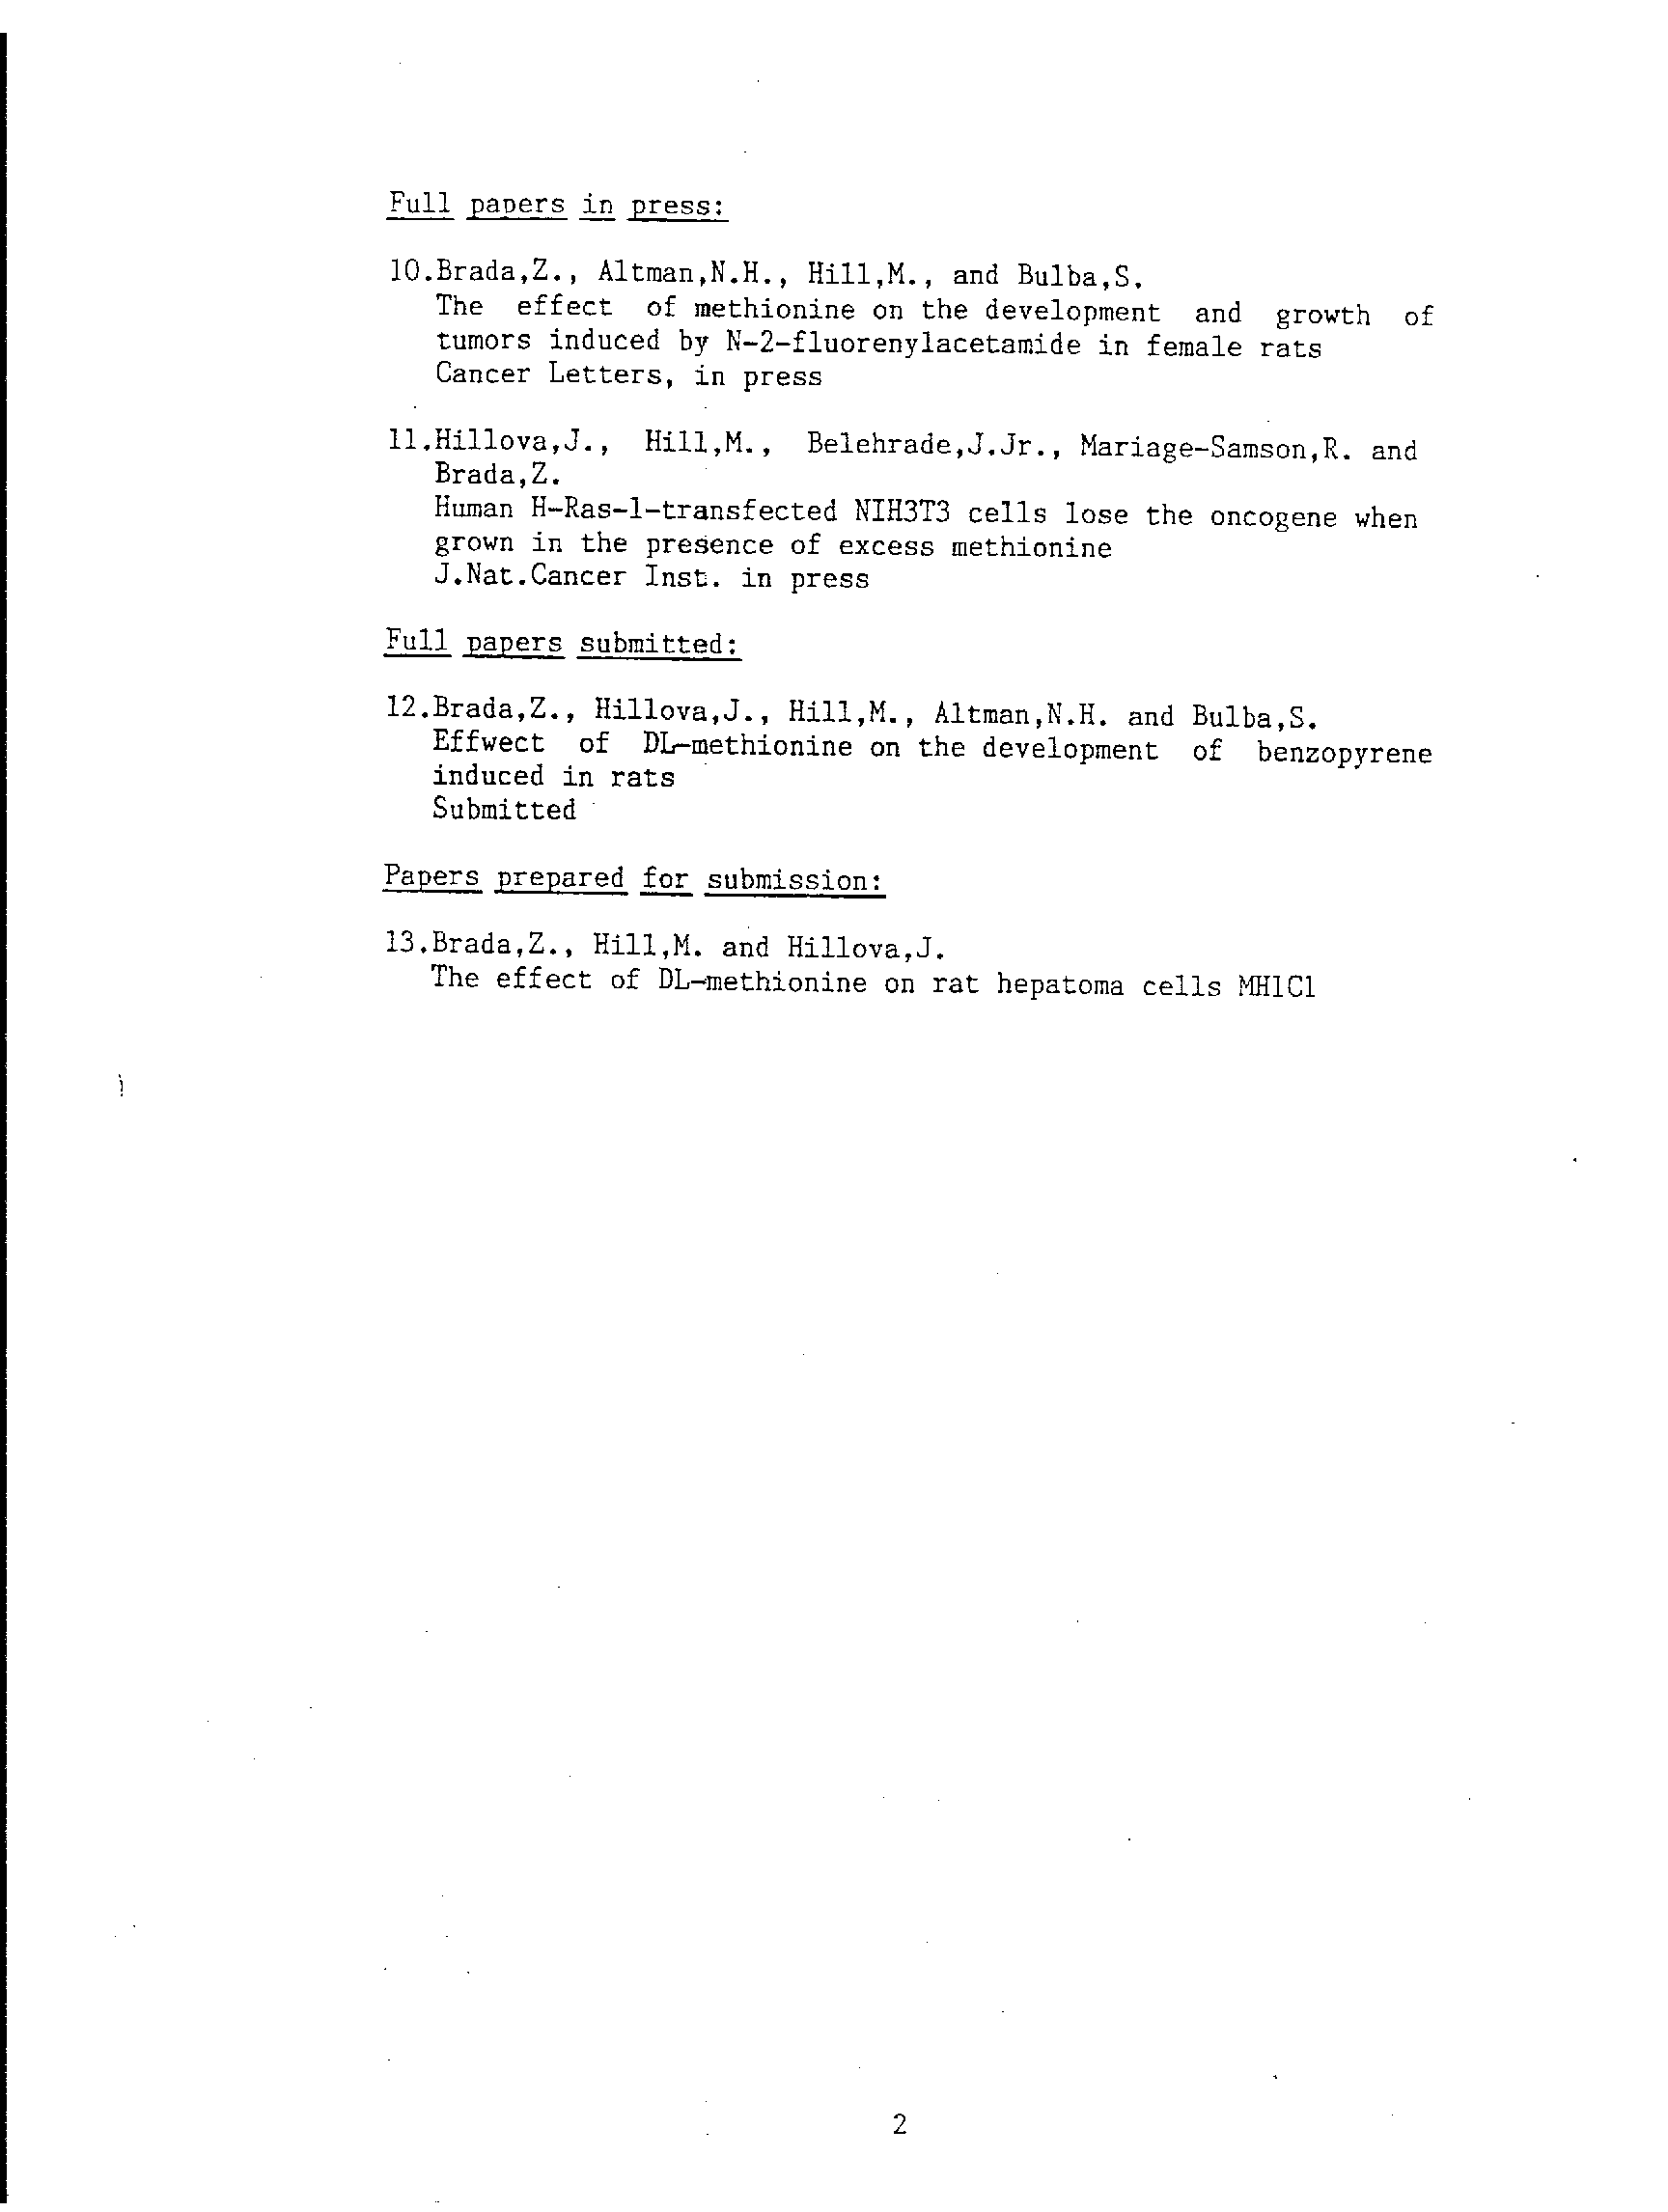 Full papers in press:
10.Brada,Z., Altman,N.H., Hill,M., and Bulba,S.
The effect of methionine on the development and growth of
tumors induced by N-2-fluorenylacetamide in female rats
Cancer Letters, in press
11.Hillova,J., Hill,M., Belehrade,J.Jr., Mariage-Samson,R. and
Brada,Z.
Human H-Ras-1-transfected NIH3T3 cells lose the oncogene when
grown in the presence of excess methionine
J.Nat.Cancer Inst. in press
Full papers submitted:
12.Brada,Z., Hillova,J., Hill,M., Altman,N.H. and Bulba,S.
Effwect of DL-methionine on the development of benzopyrene
induced in rats
Submitted
Papers prepared for submission:
13.Brada,Z., Hill,M. and Hillova,J.
The effect of DL-methionine on rat hepatoma cells MH1C1
2